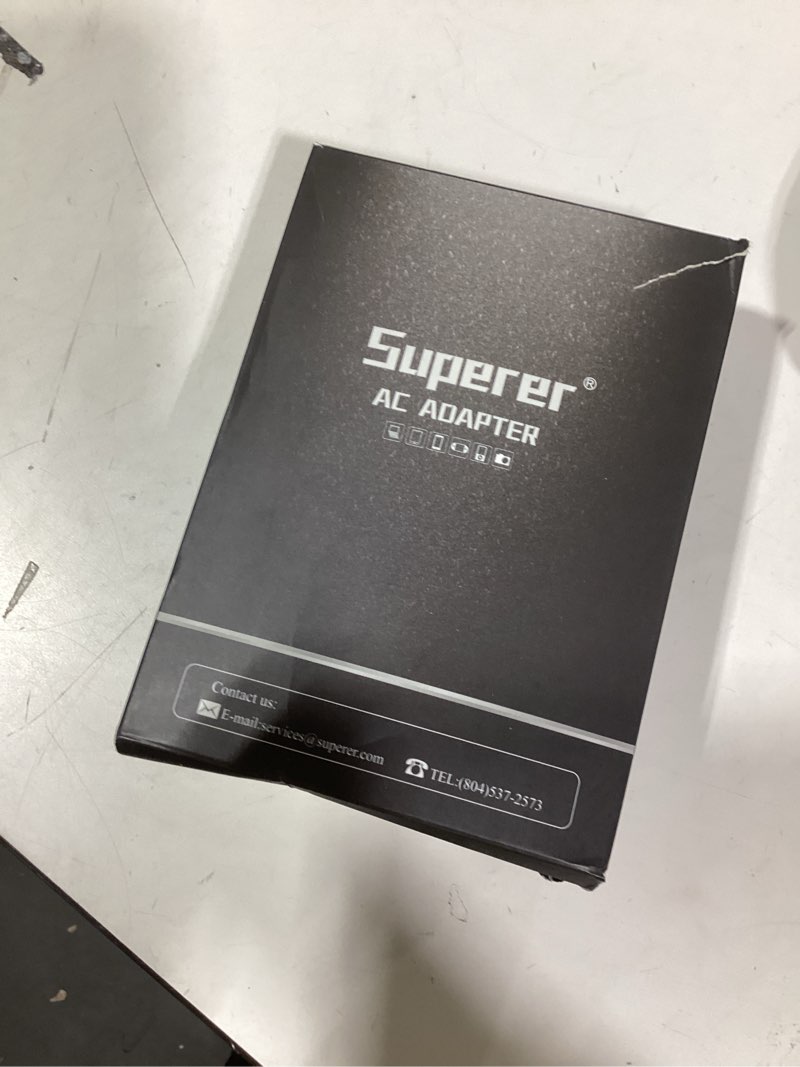 Superer®
AC ADAPTER
Contact us:
E-mail:services@superer.com
TEL:(804)537-2573